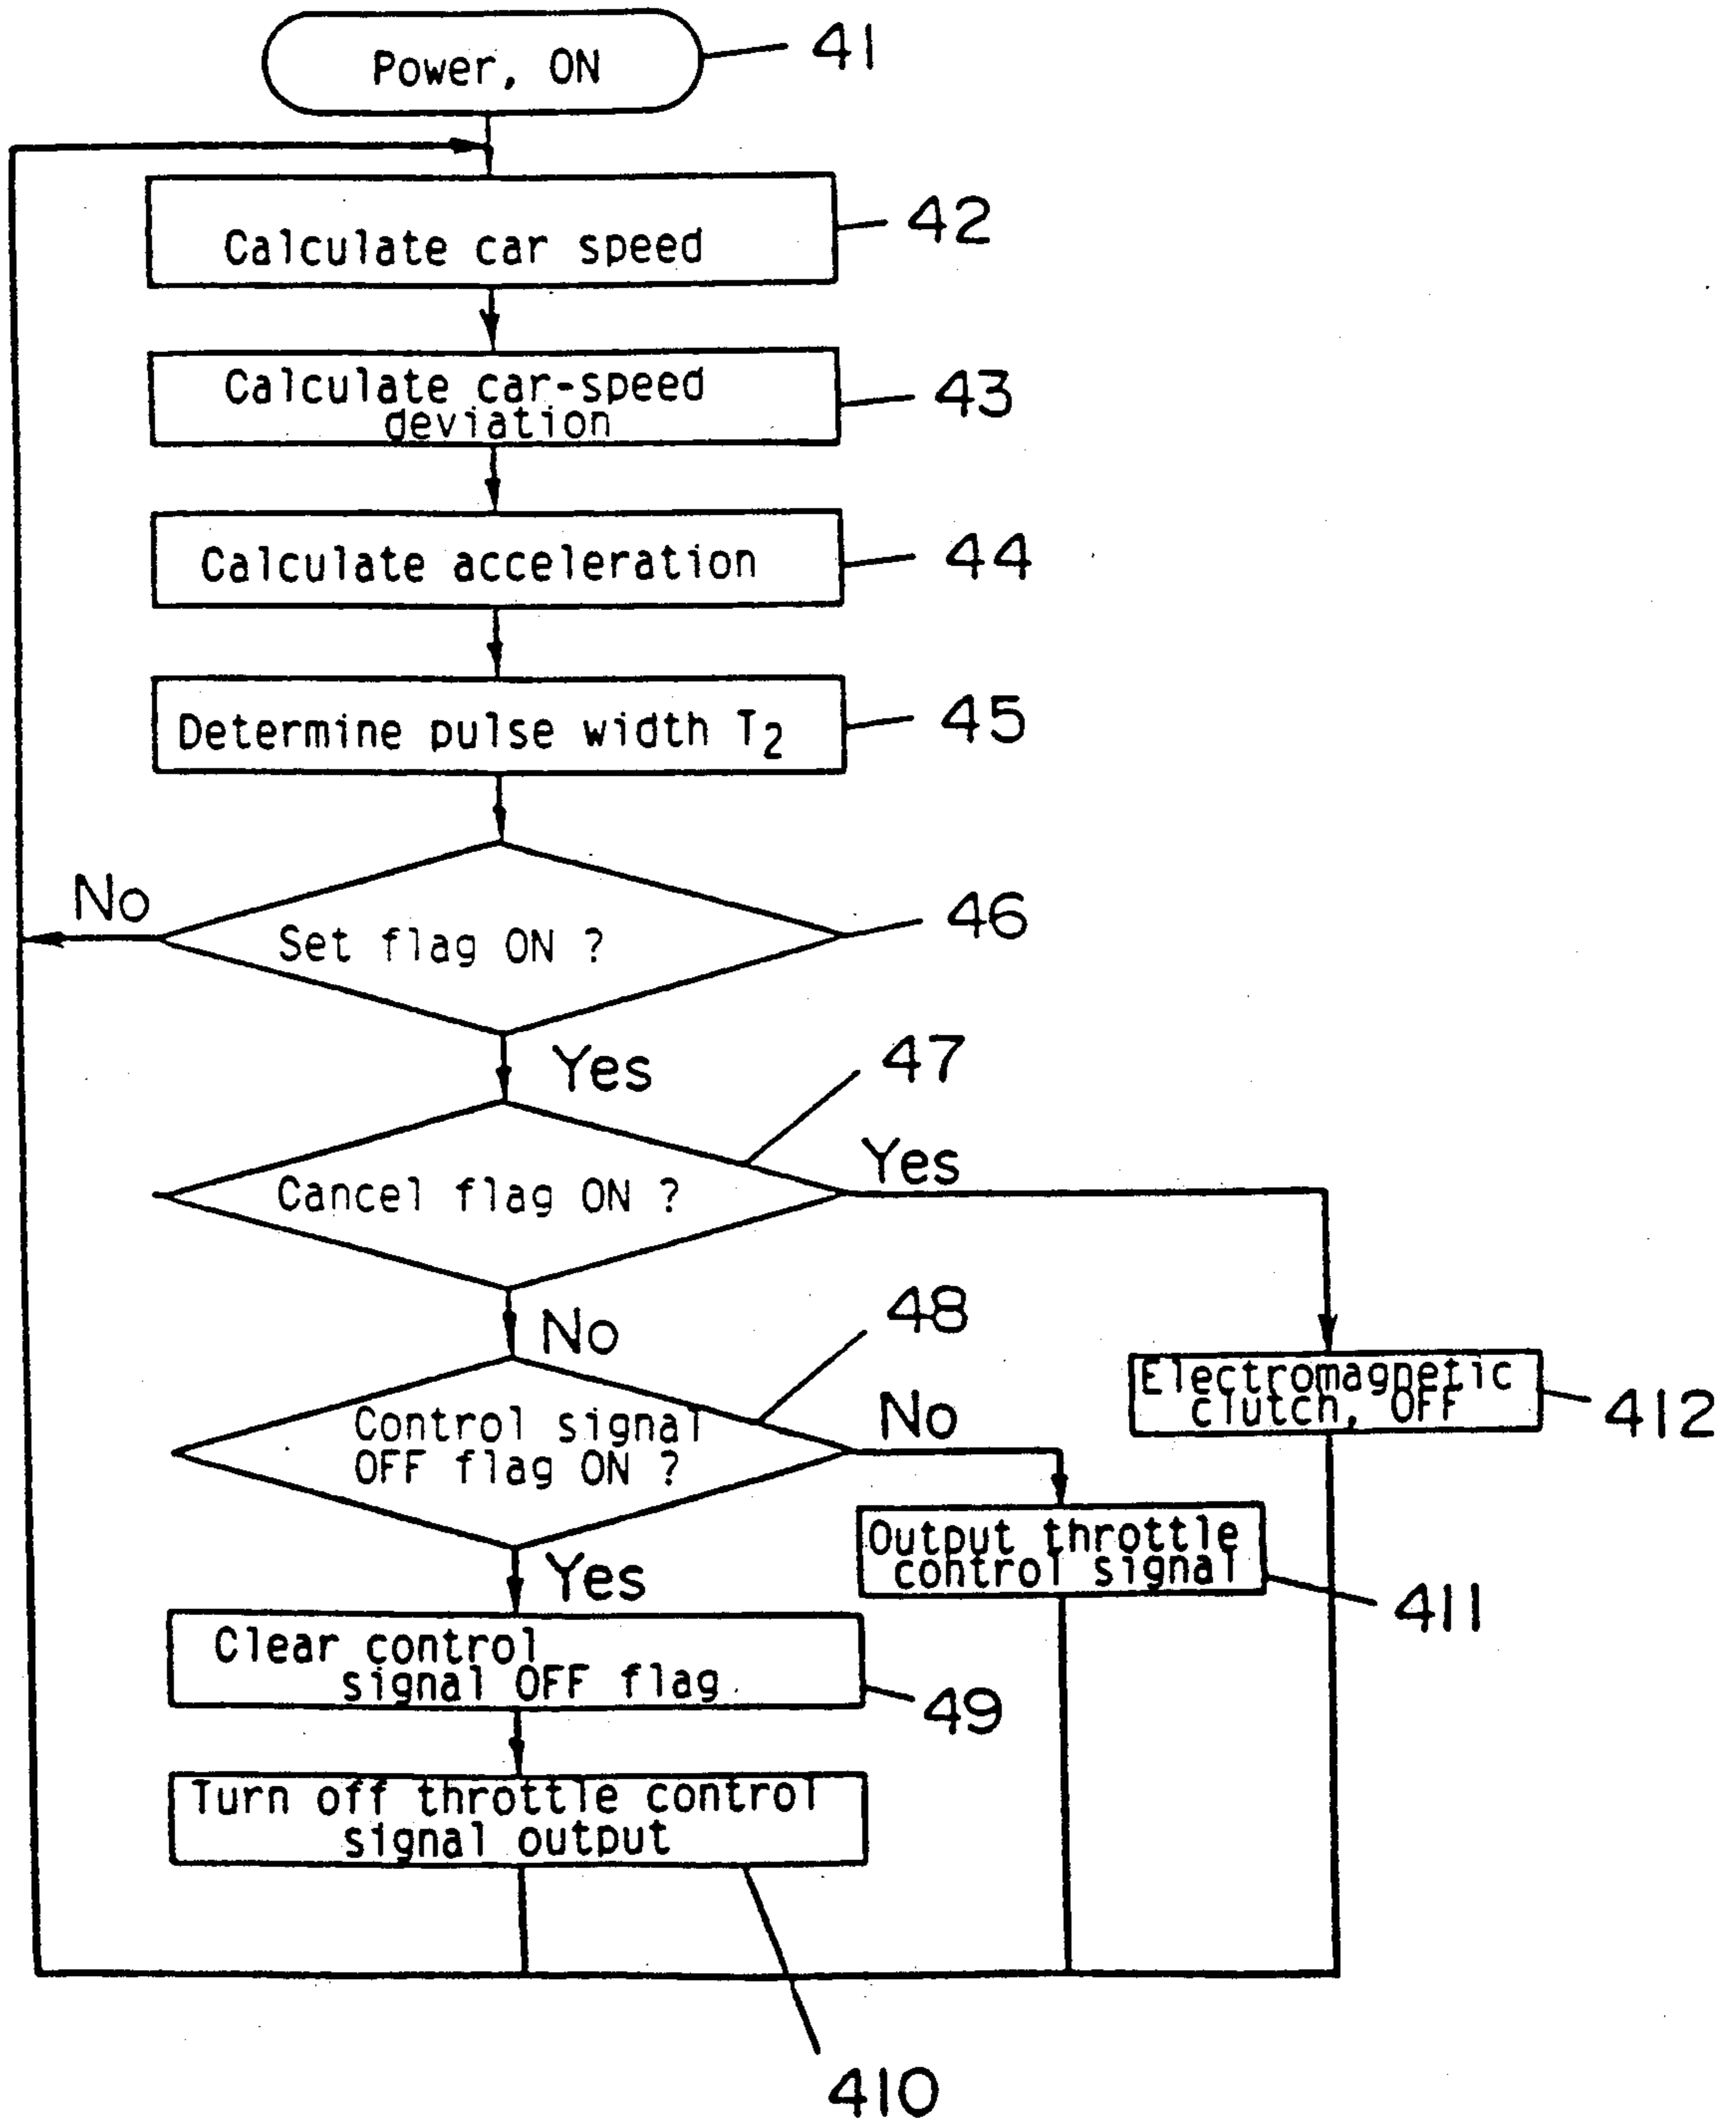 Power, ON
41
Calculate car speed
42
Calculate car-speed
deviation
43
Calculate acceleration
44
Determine pulse width T₂
45
No
Set flag ON ?
46
Yes
47
Cancel flag ON ?
Yes
No
48
Control signal
OFF flag ON ?
No
Electromagnetic
clutch, OFF
412
Yes
Output throttle
control signal
411
Clear control
signal OFF flag
49
Turn off throttle control
signal output
410